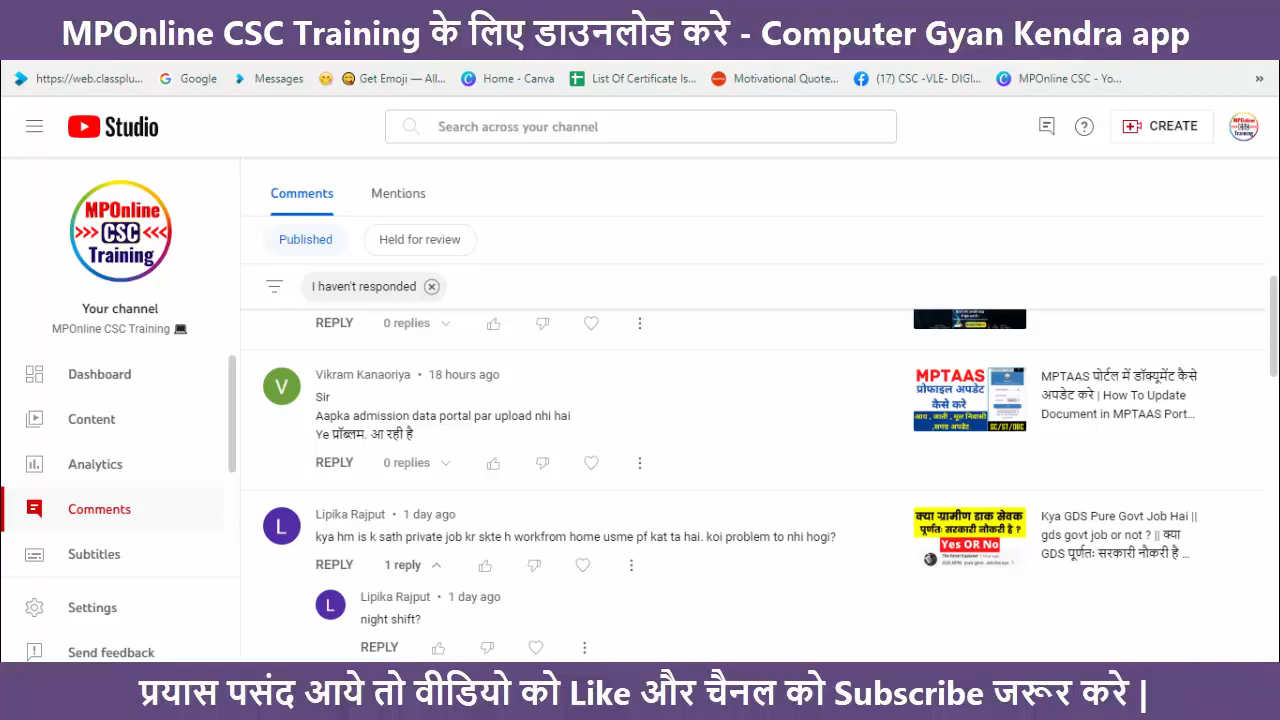 MPOnline CSC Training के लिए डाउनलोड करे - Computer Gyan Kendra app
https://web.classplu... Google Messages Get Emoji — All... Home - Canva List Of Certificate Is... Motivational Quote... (17) CSC -VLE- DIGI... MPOnline CSC - Yo... »
Studio
Search across your channel
CREATE
MPOnline
>>> CSC <<<
Training
Your channel
MPOnline CSC Training
Dashboard
Content
Analytics
Comments
Subtitles
Settings
Send feedback
Comments Mentions
Published Held for review
I haven't responded
REPLY 0 replies
V
Vikram Kanaoriya • 18 hours ago
Sir
Aapka admission data portal par upload nhi hai
Ye प्रॉब्लम. आ रही है
REPLY 0 replies
MPTAAS
प्रोफाइल अपडेट
कैसे करे
आय , जाती , मूल निवासी
,समग्र अपडेट
SC/ST/OBC
MPTAAS पोर्टल में डॉक्यूमेंट कैसे
अपडेट करे | How To Update
Document in MPTAAS Port...
L
Lipika Rajput • 1 day ago
kya hm is k sath private job kr skte h workfrom home usme pf kat ta hai. koi problem to nhi hogi?
REPLY 1 reply
क्या ग्रामीण डाक सेवक
पूर्णतः सरकारी नौकरी है ?
Yes OR No
Kya GDS Pure Govt Job Hai ||
gds govt job or not ? || क्या
GDS पूर्णतः सरकारी नौकरी है ...
L
Lipika Rajput • 1 day ago
night shift?
REPLY
प्रयास पसंद आये तो वीडियो को Like और चैनल को Subscribe जरूर करे |